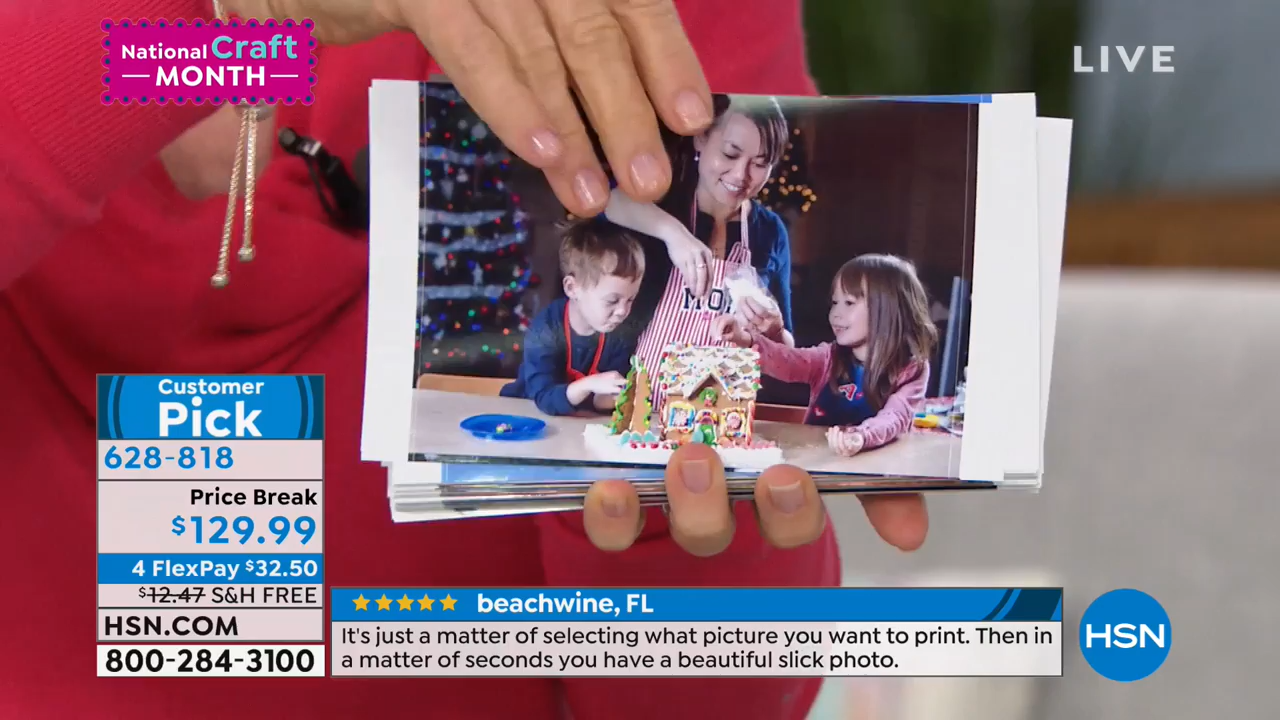 National Craft
MONTH
LIVE
MO
Customer
Pick
628-818
Price Break
$129.99
4 FlexPay $32.50
$12.47 S&H FREE
HSN.COM
800-284-3100
beachwine, FL
It's just a matter of selecting what picture you want to print. Then in
a matter of seconds you have a beautiful slick photo.
HSN